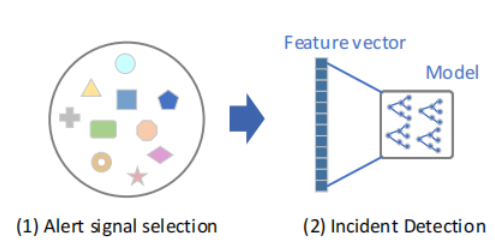 Feature vector
Model
(1) Alert signal selection
(2) Incident Detection